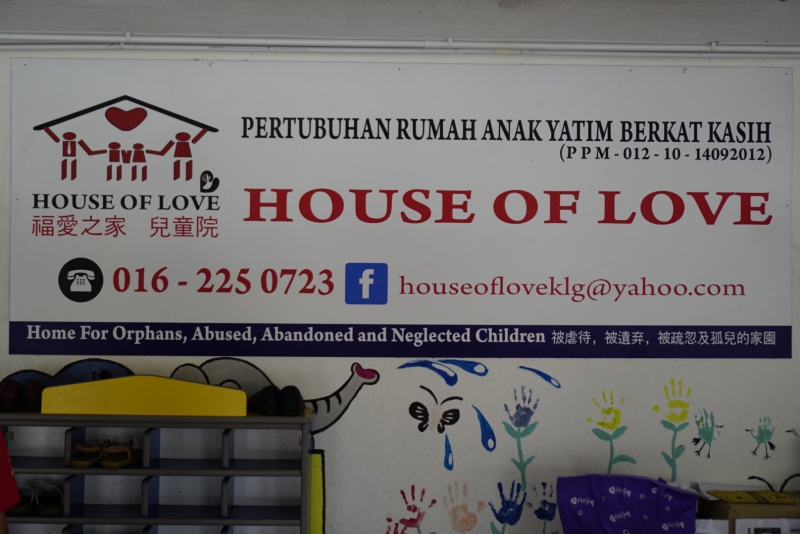 PERTUBUHAN RUMAH ANAK YATIM BERKAT KASIH
(PPM - 012 - 10 - 14092012)
HOUSE OF LOVE
福愛之家 兒童院
HOUSE OF LOVE
016 - 225 0723 f houseofloveklg@yahoo.com
Home For Orphans, Abused, Abandoned and Neglected Children 被虐待, 被遺弃, 被疏忽及孤兒的家園